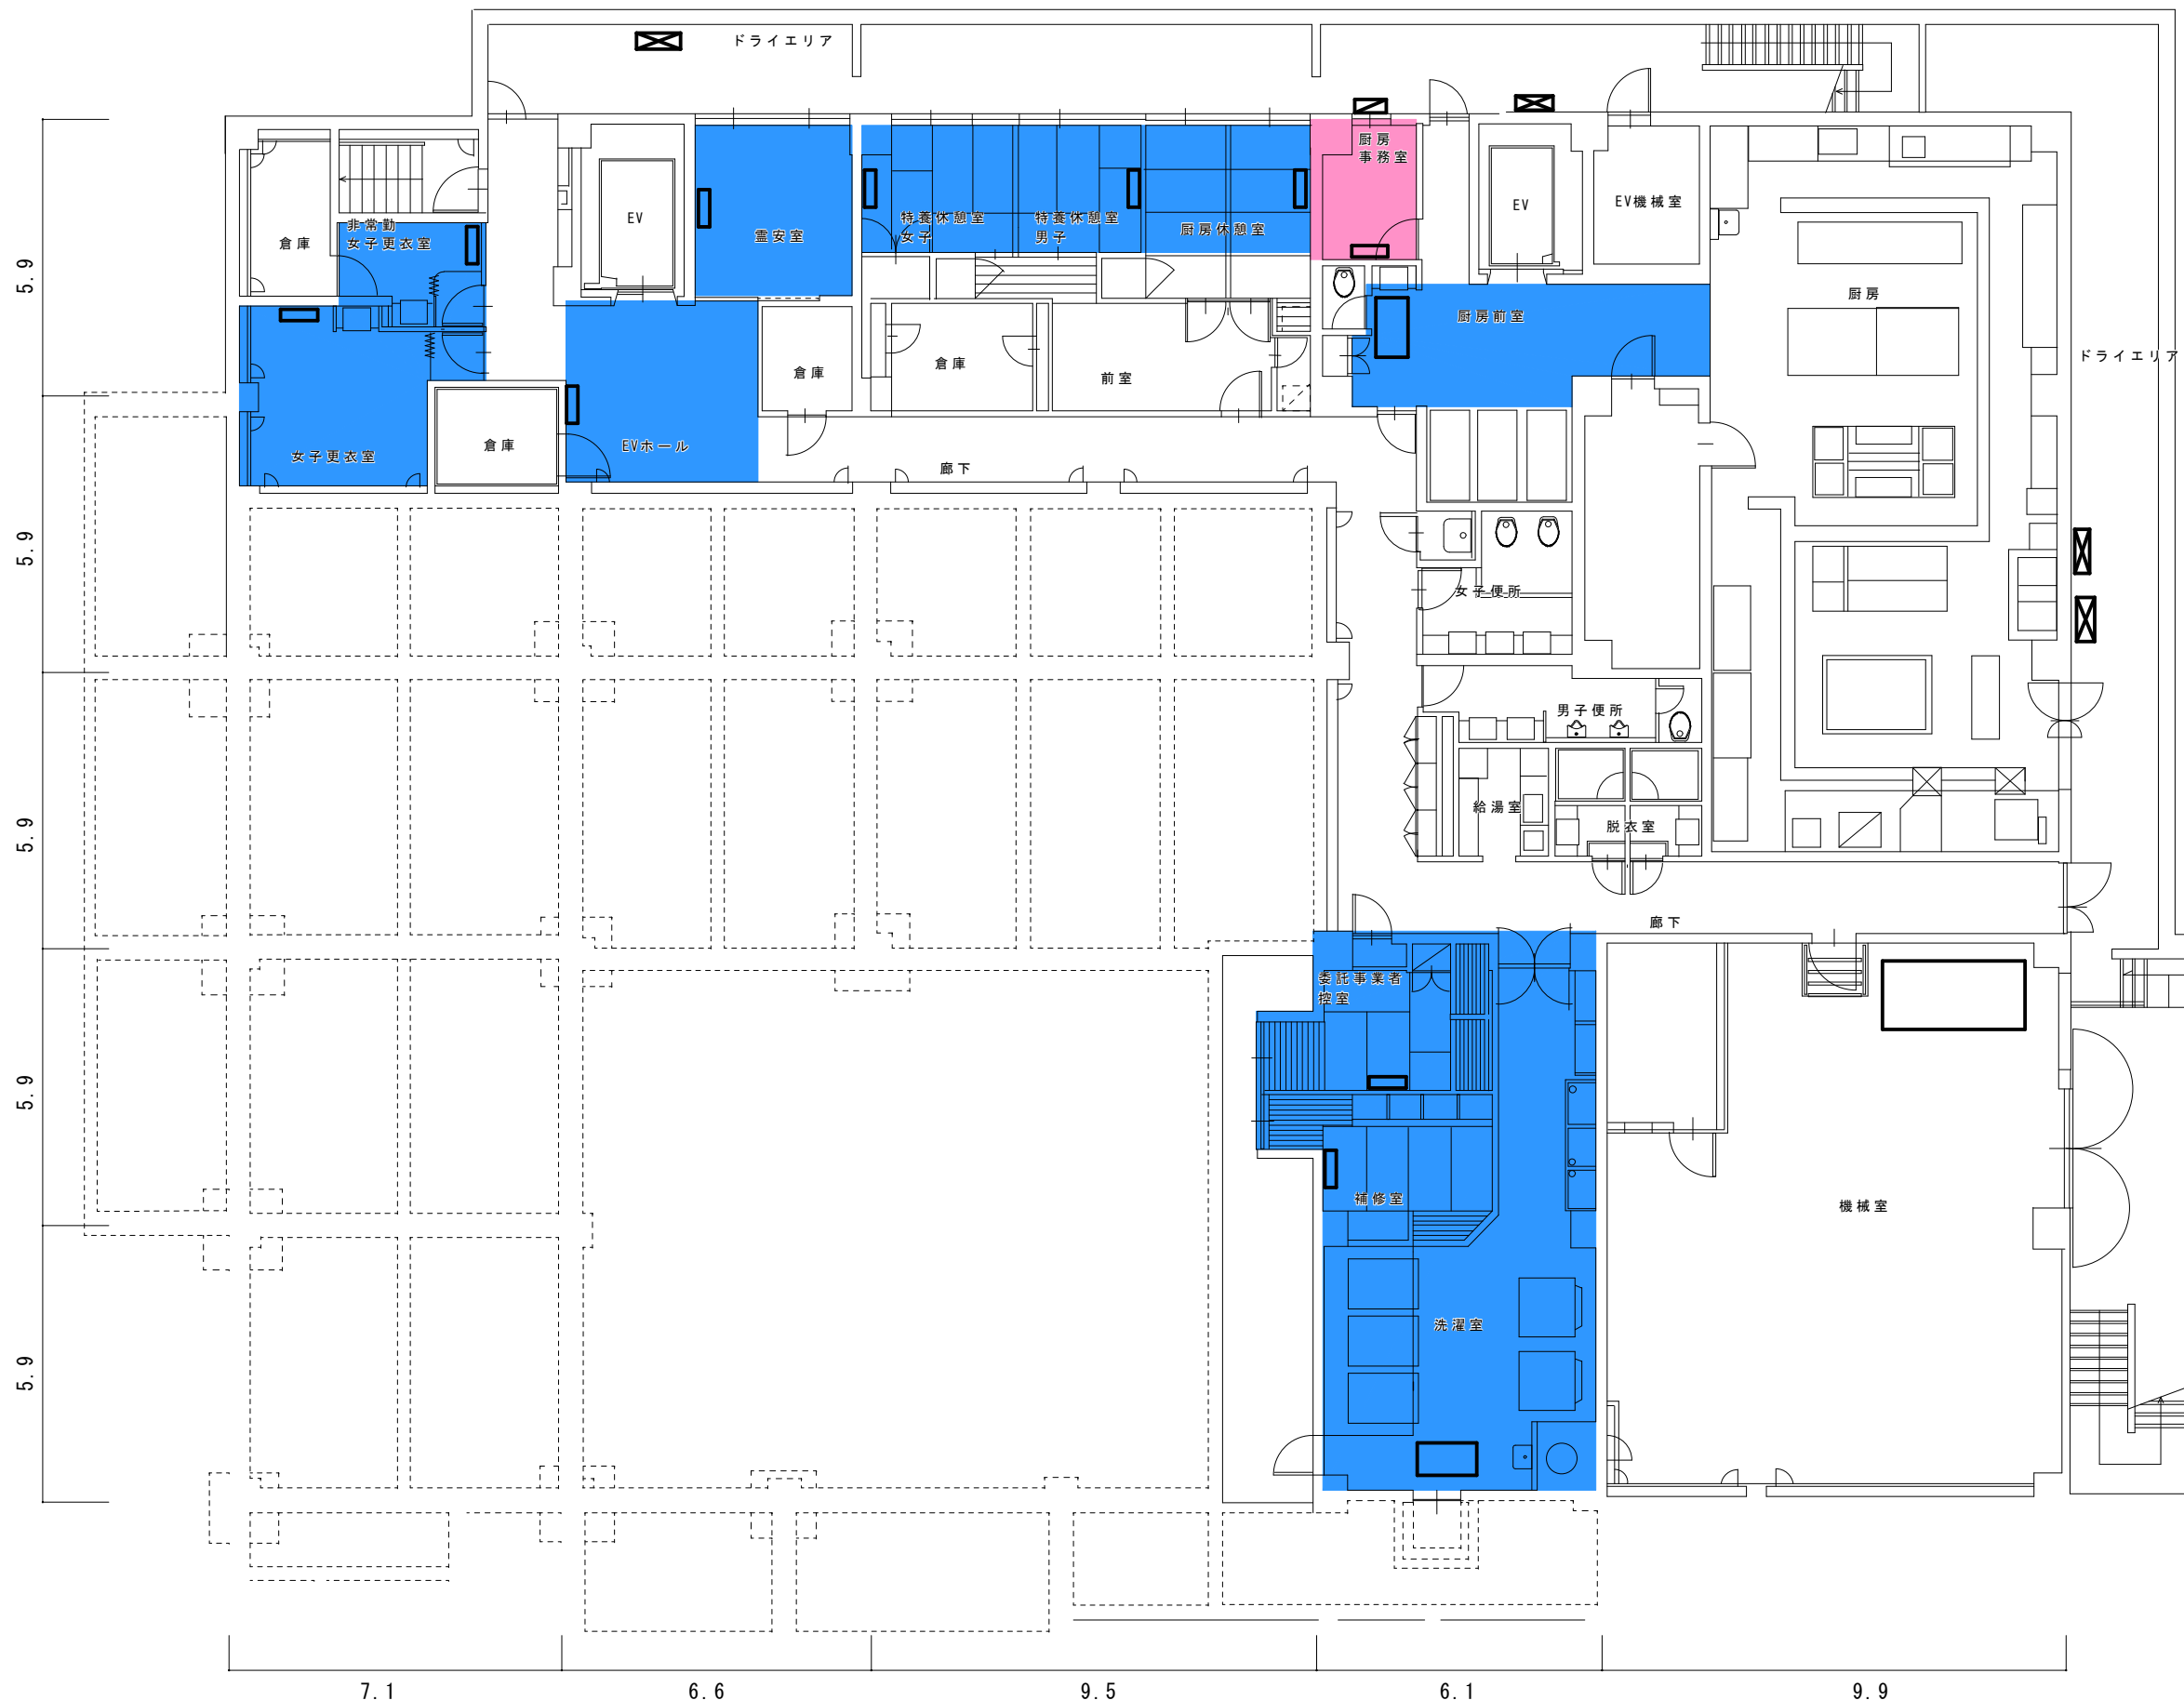 ドライエリア
厨房
事務室
EV
EV機械室
非常勤
女子更衣室
倉庫
霊安室
特養休憩室
女子
特養休憩室
男子
厨房休憩室
EV
厨房
厨房前室
ドライエリア
倉庫
倉庫
前室
女子更衣室
倉庫
EVホール
廊下
女子便所
男子便所
給湯室
脱衣室
廊下
委託事業者
控室
補修室
機械室
洗濯室
5.9
5.9
5.9
5.9
5.9
7.1
6.6
9.5
6.1
9.9